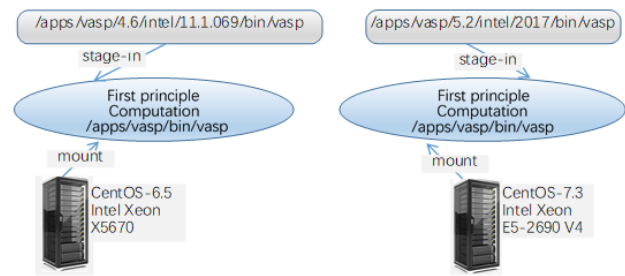 /apps/vasp/4.6/intel/11.1.069/bin/vasp
stage-in
First principle
Computation
/apps/vasp/bin/vasp
mount
CentOS-6.5
Intel Xeon
X5670
/apps/vasp/5.2/intel/2017/bin/vasp
stage-in
First principle
Computation
/apps/vasp/bin/vasp
mount
CentOS-7.3
Intel Xeon
E5-2690 V4